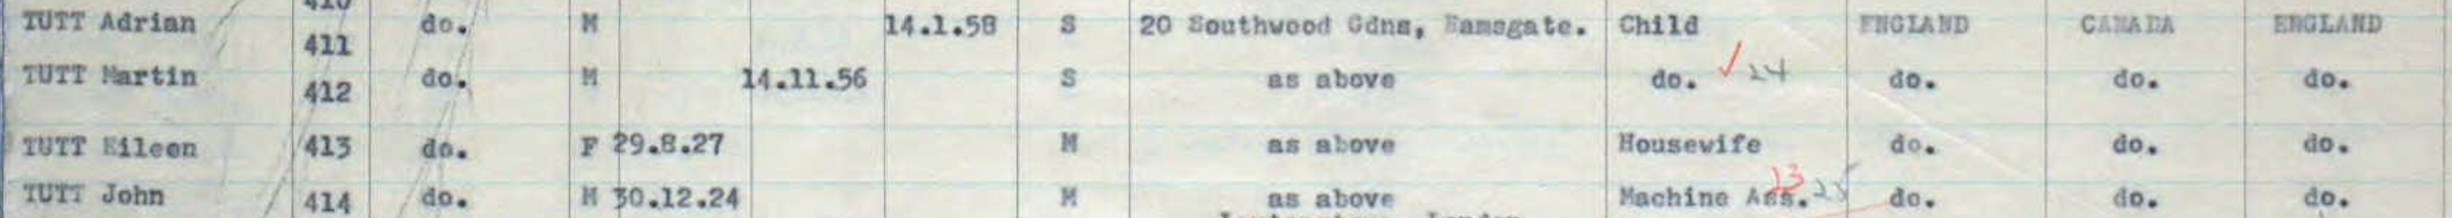 TUTT Adrian 411 do. M 14.1.58 S 20 Southwood Gdns, Ramsgate. Child ENGLAND CANADA ENGLAND
TUTT Martin 412 do. M 14.11.56 S as above do. ✓ 24 do. do. do.
TUTT Eileen 413 do. F 29.8.27 M as above Housewife do. do. do.
TUTT John 414 do. M 30.12.24 M as above Machine Ass. 13 do. do. do.